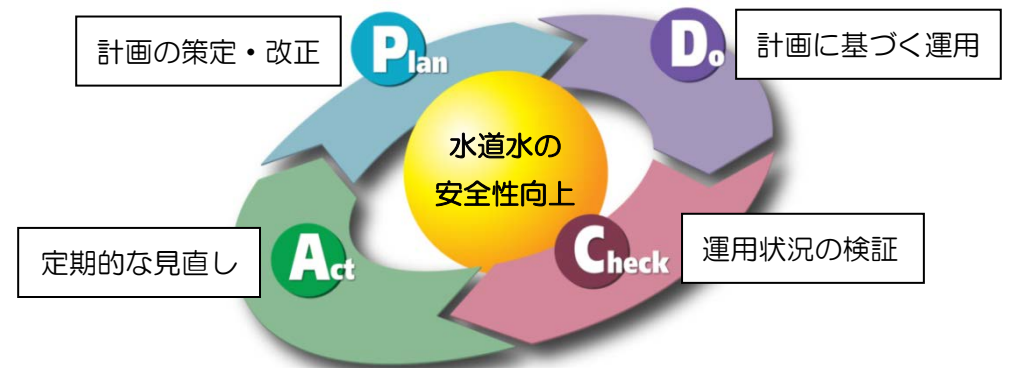 計画の策定・改正
Plan
Do
計画に基づく運用
水道水の
安全性向上
定期的な見直し
Act
Check
運用状況の検証